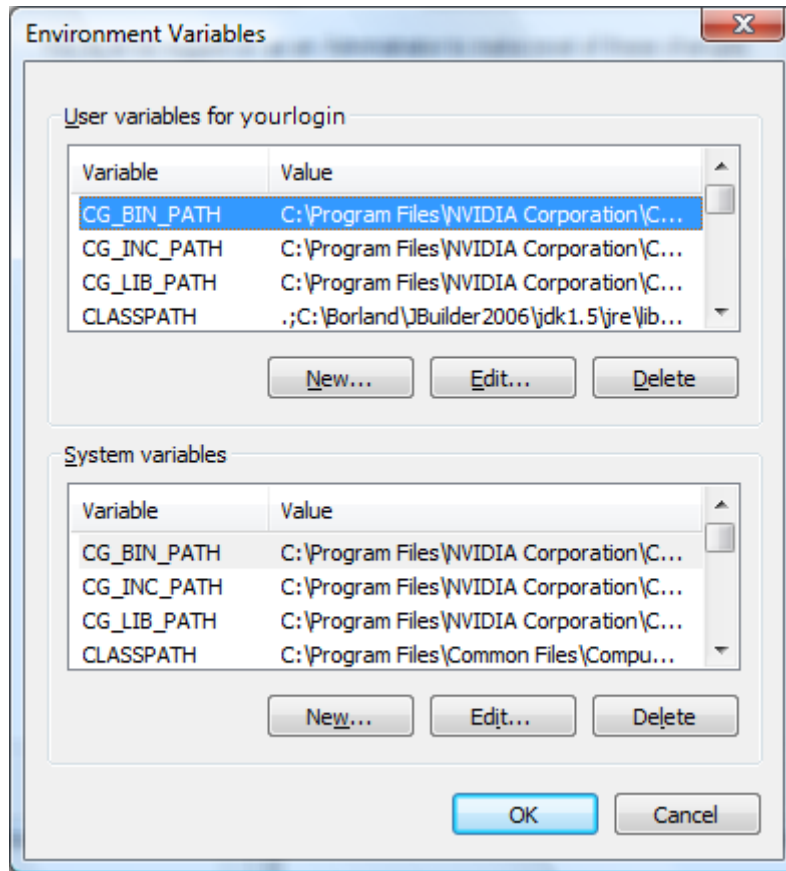 Environment Variables
User variables for yourlogin
Variable Value
CG_BIN_PATH C:\Program Files\NVIDIA Corporation\C...
CG_INC_PATH C:\Program Files\NVIDIA Corporation\C...
CG_LIB_PATH C:\Program Files\NVIDIA Corporation\C...
CLASSPATH .;C:\Borland\JBuilder2006\jdk1.5\jre\lib...
New... Edit... Delete
System variables
Variable Value
CG_BIN_PATH C:\Program Files\NVIDIA Corporation\C...
CG_INC_PATH C:\Program Files\NVIDIA Corporation\C...
CG_LIB_PATH C:\Program Files\NVIDIA Corporation\C...
CLASSPATH C:\Program Files\Common Files\Compu...
New... Edit... Delete
OK Cancel